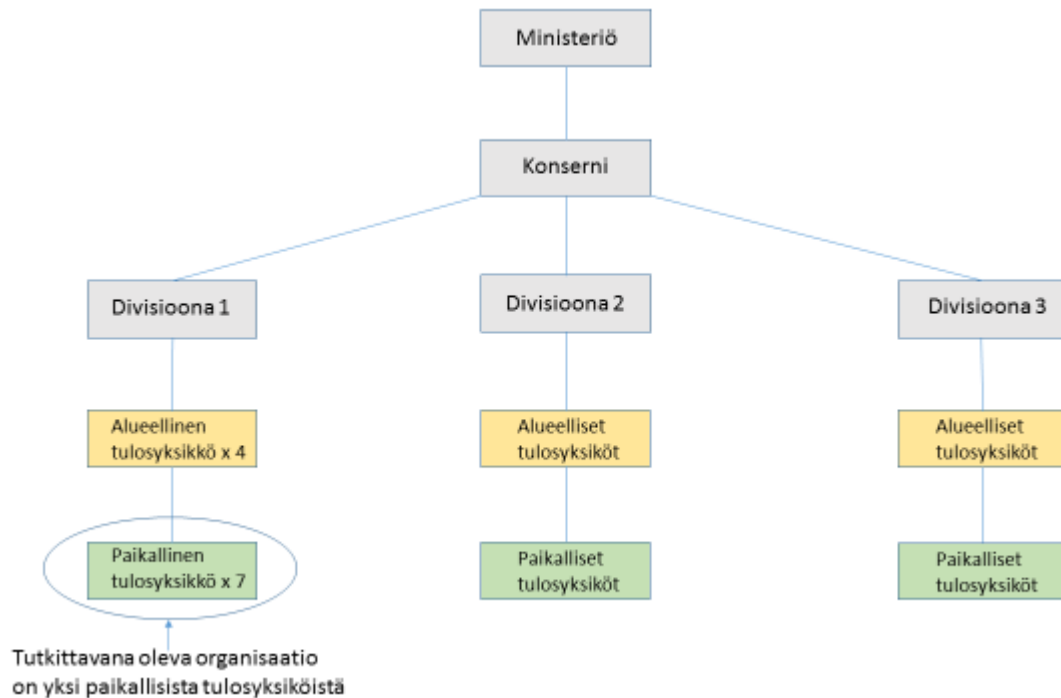 Ministeriö
Konserni
Divisioona 1
Divisioona 2
Divisioona 3
Alueellinen
tulosyksikkö x 4
Alueelliset
tulosyksiköt
Alueelliset
tulosyksiköt
Paikallinen
tulosyksikkö x 7
Paikalliset
tulosyksiköt
Paikalliset
tulosyksiköt
Tutkittavana oleva organisaatio
on yksi paikallisista tulosyksiköistä